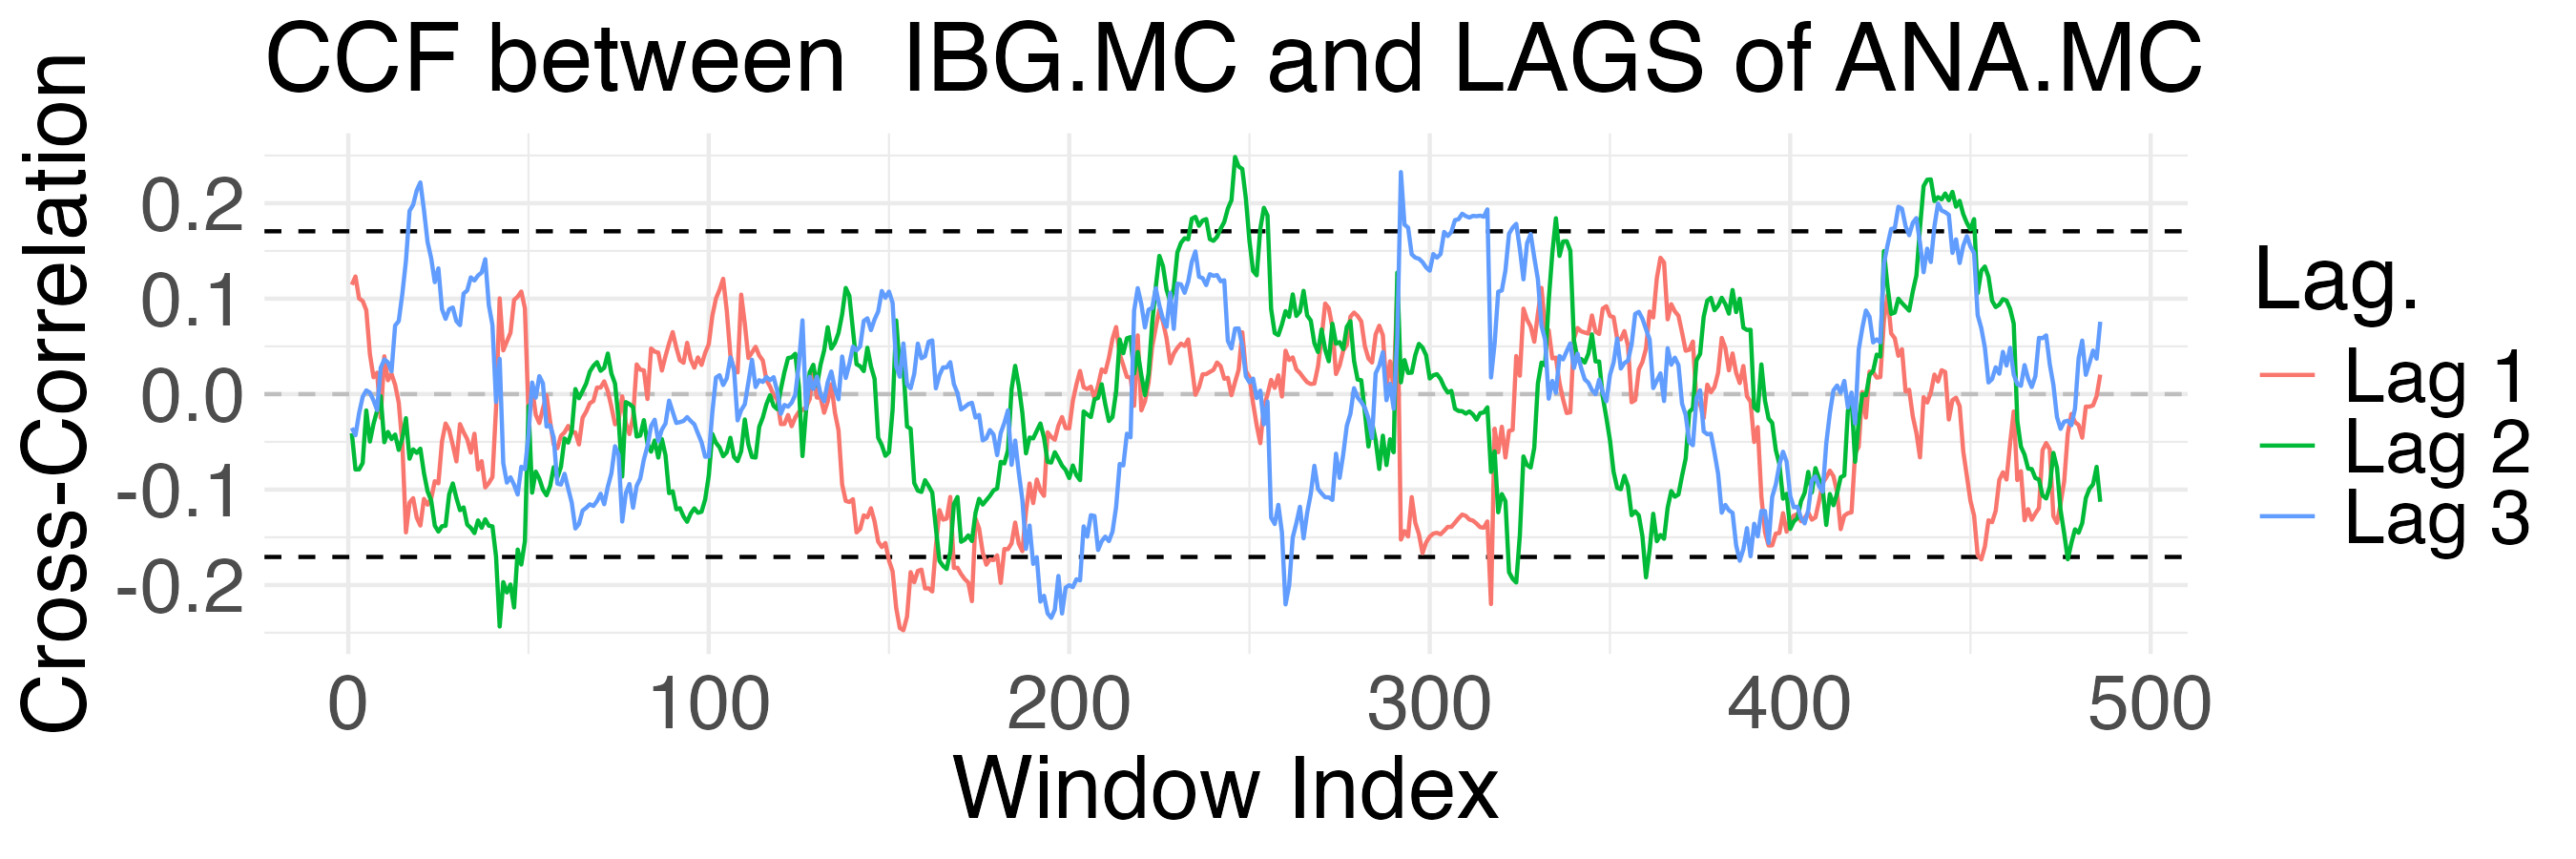 CCF between  IBG.MC and LAGS of ANA.MC
Cross-Correlation
0.2
0.1
0.0
-0.1
-0.2
0 100 200 300 400 500
Window Index
Lag.
Lag 1
Lag 2
Lag 3